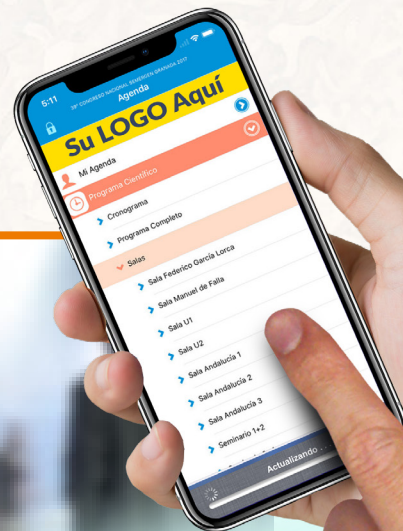 5:11
39º CONGRESO NACIONAL SEMERGEN GRANADA 2017
Agenda
Su LOGO Aquí
Mi Agenda
Programa Científico
Cronograma
Programa Completo
Salas
Sala Federico García Lorca
Sala Manuel de Falla
Sala U1
Sala U2
Sala Andalucía 1
Sala Andalucía 2
Sala Andalucía 3
Seminario 1+2
Actualizando . . .